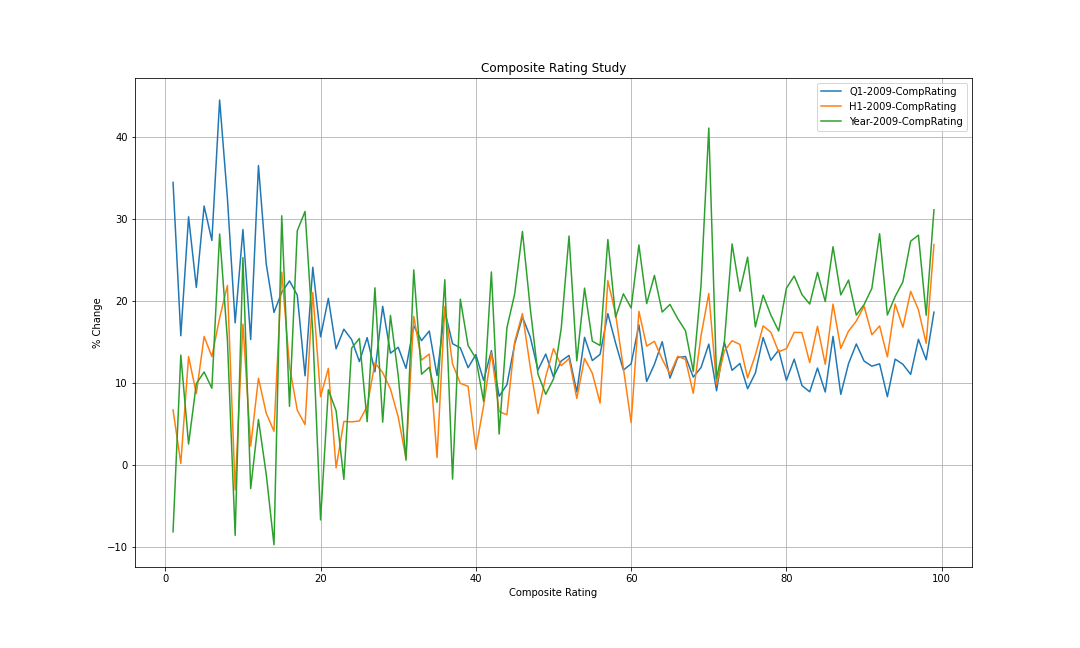 Composite Rating Study
Q1-2009-CompRating
H1-2009-CompRating
Year-2009-CompRating
% Change
40
30
20
10
0
−10
0 20 40 60 80 100
Composite Rating